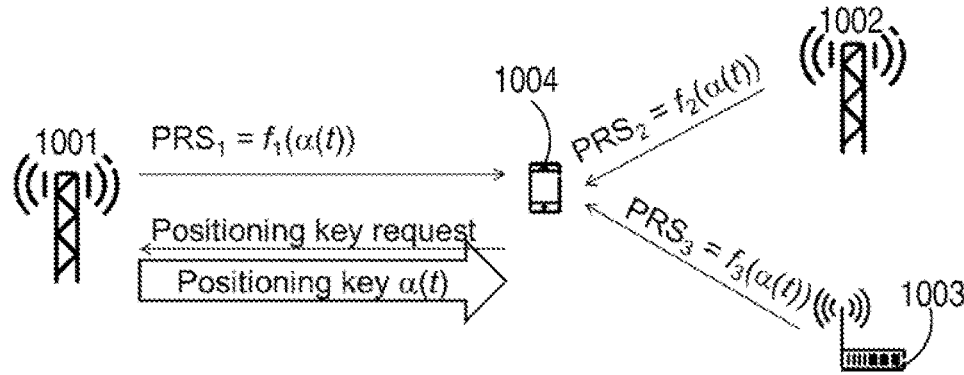 1002
1004
1001
PRS₁ = f₁(α(t))
PRS₂ = f₂(α(t))
Positioning key request
Positioning key α(t)
PRS₃ = f₃(α(t))
1003